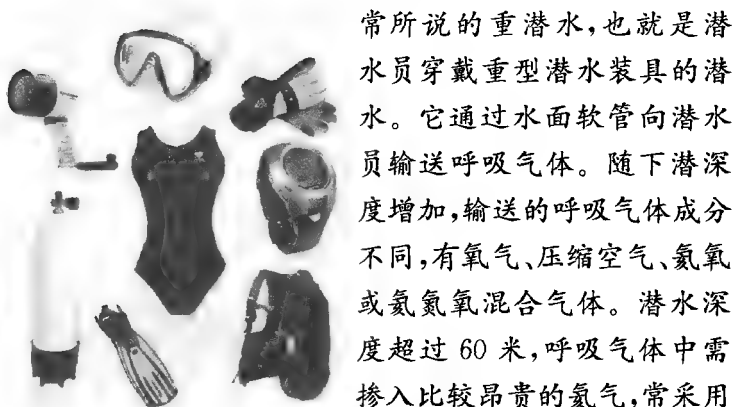 常所说的重潜水,也就是潜
水员穿戴重型潜水装具的潜
水。它通过水面软管向潜水
员输送呼吸气体。随下潜深
度增加,输送的呼吸气体成分
不同,有氧气、压缩空气、氦氧
或氦氮氧混合气体。潜水深
度超过 60 米,呼吸气体中需
掺入比较昂贵的氦气,常采用